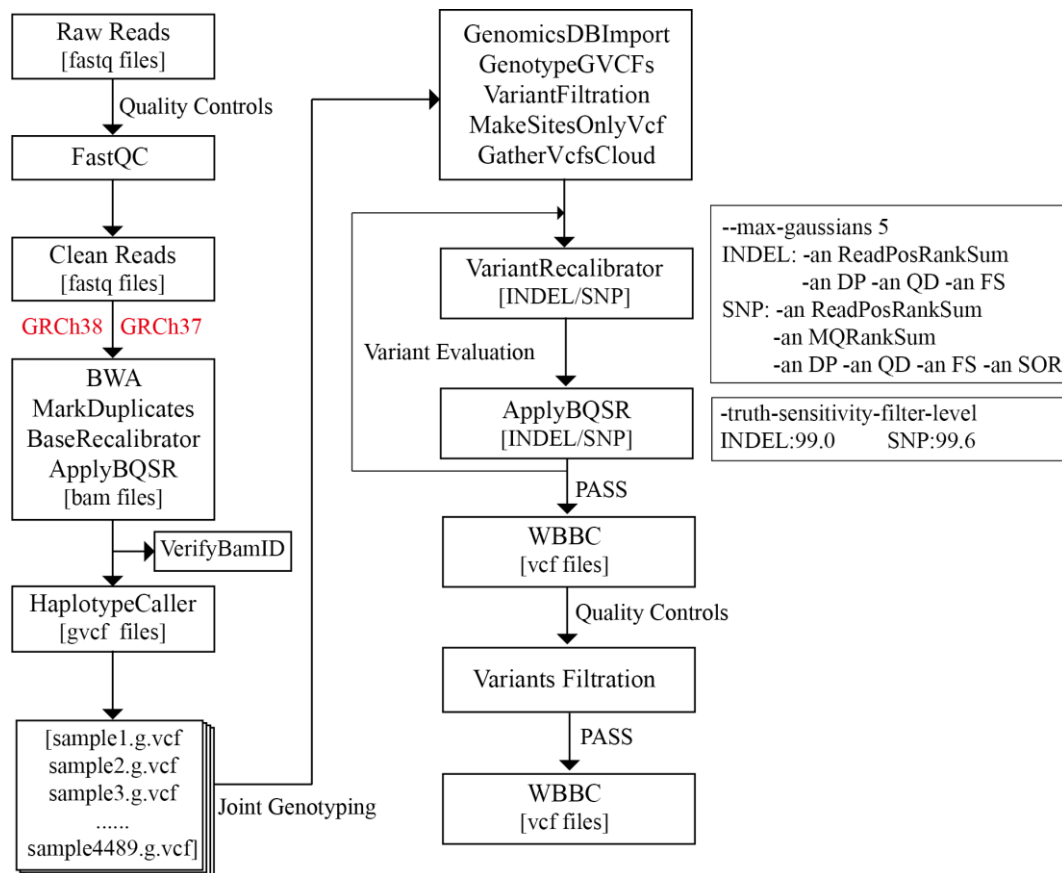 Raw Reads
[fastq files]
Quality Controls
FastQC
Clean Reads
[fastq files]
GRCh38 GRCh37
BWA
MarkDuplicates
BaseRecalibrator
ApplyBQSR
[bam files]
VerifyBamID
HaplotypeCaller
[gvcf files]
[sample1.g.vcf
sample2.g.vcf
sample3.g.vcf
......
sample4489.g.vcf]
Joint Genotyping
GenomicsDBImport
GenotypeGVCFs
VariantFiltration
MakeSitesOnlyVcf
GatherVcfsCloud
VariantRecalibrator
[INDEL/SNP]
Variant Evaluation
ApplyBQSR
[INDEL/SNP]
PASS
WBBC
[vcf files]
Quality Controls
Variants Filtration
PASS
WBBC
[vcf files]
--max-gaussians 5
INDEL: -an ReadPosRankSum
-an DP -an QD -an FS
SNP: -an ReadPosRankSum
-an MQRankSum
-an DP -an QD -an FS -an SOR
-truth-sensitivity-filter-level
INDEL:99.0 SNP:99.6